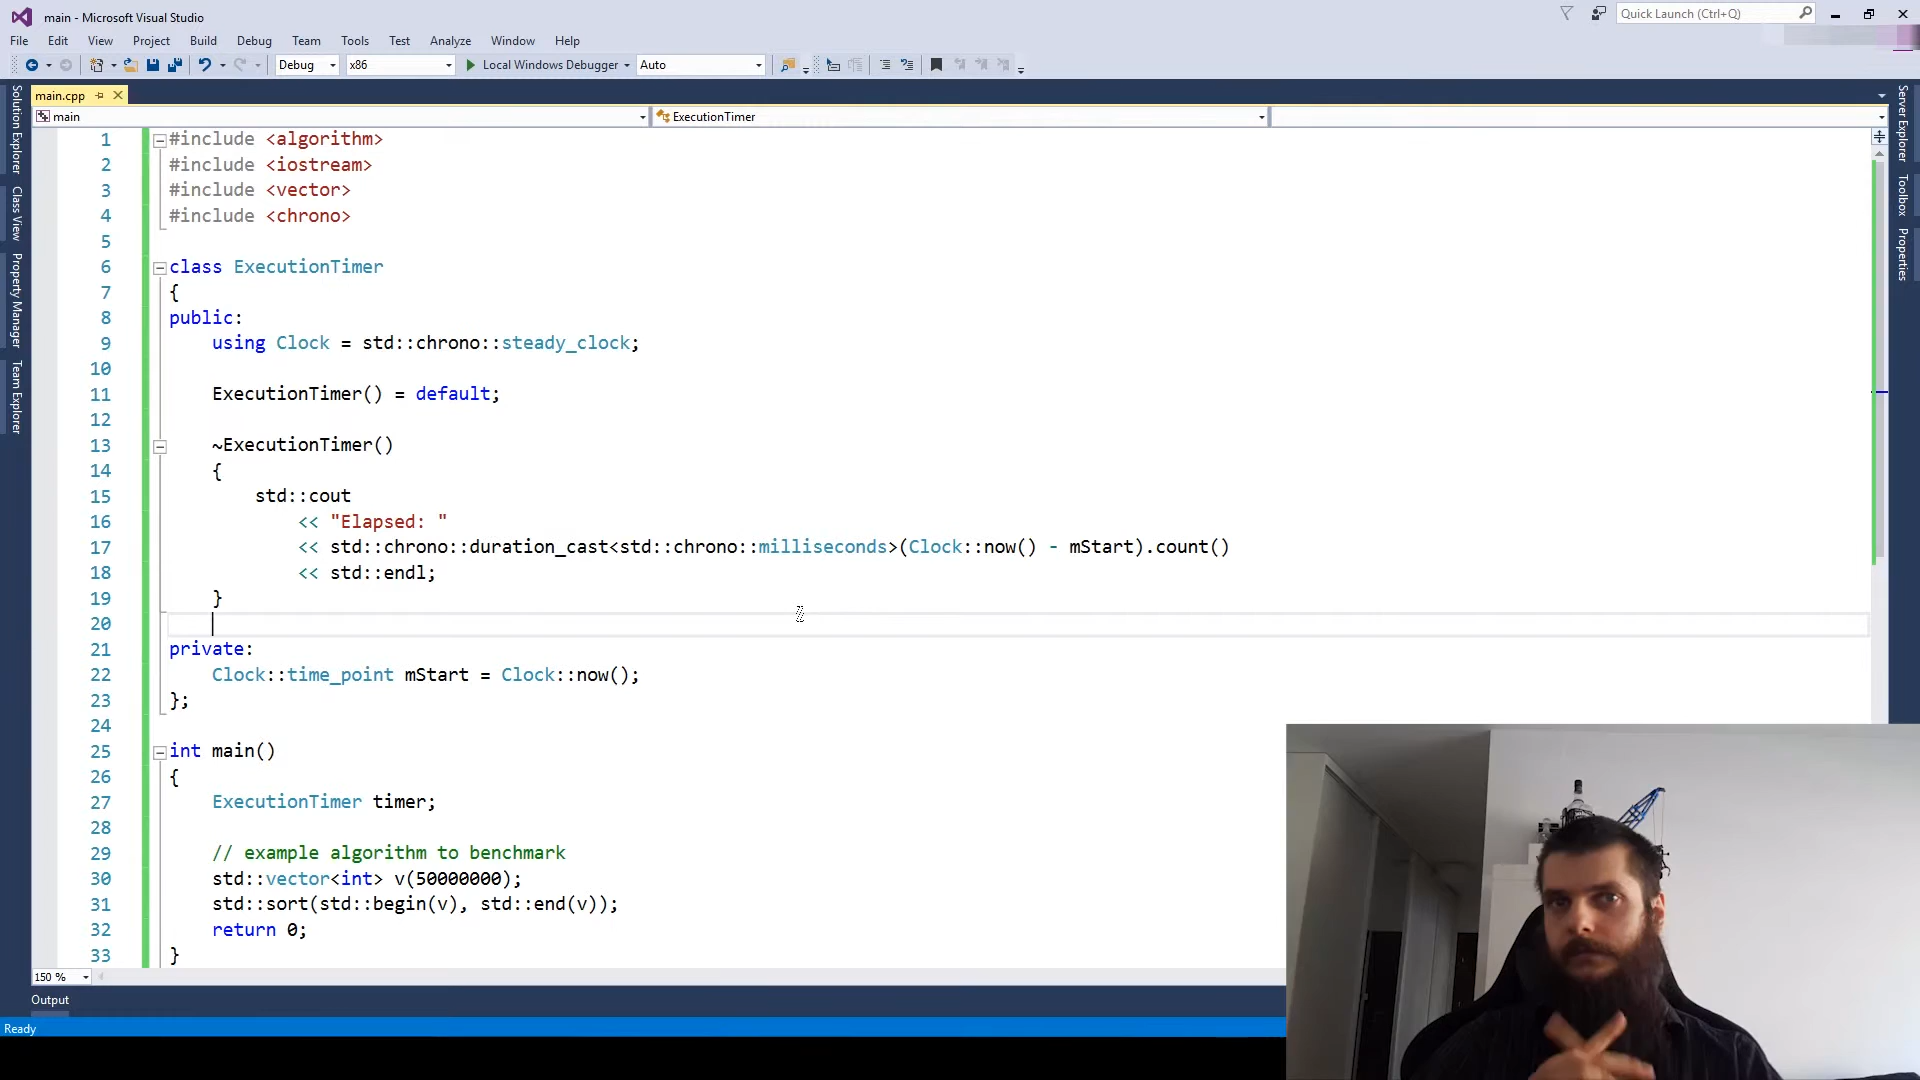 main - Microsoft Visual Studio
Quick Launch (Ctrl+Q)
File Edit View Project Build Debug Team Tools Test Analyze Window Help
Debug x86 Local Windows Debugger Auto
main.cpp
main ExecutionTimer
Solution Explorer
Class View
Property Manager
Team Explorer
Server Explorer
Toolbox
Properties
1 #include <algorithm>
2 #include <iostream>
3 #include <vector>
4 #include <chrono>
5
6 class ExecutionTimer
7 {
8 public:
9 using Clock = std::chrono::steady_clock;
10
11 ExecutionTimer() = default;
12
13 ~ExecutionTimer()
14 {
15 std::cout
16 << "Elapsed: "
17 << std::chrono::duration_cast<std::chrono::milliseconds>(Clock::now() - mStart).count()
18 << std::endl;
19 }
20
21 private:
22 Clock::time_point mStart = Clock::now();
23 };
24
25 int main()
26 {
27 ExecutionTimer timer;
28
29 // example algorithm to benchmark
30 std::vector<int> v(50000000);
31 std::sort(std::begin(v), std::end(v));
32 return 0;
33 }
150 %
Output
Ready